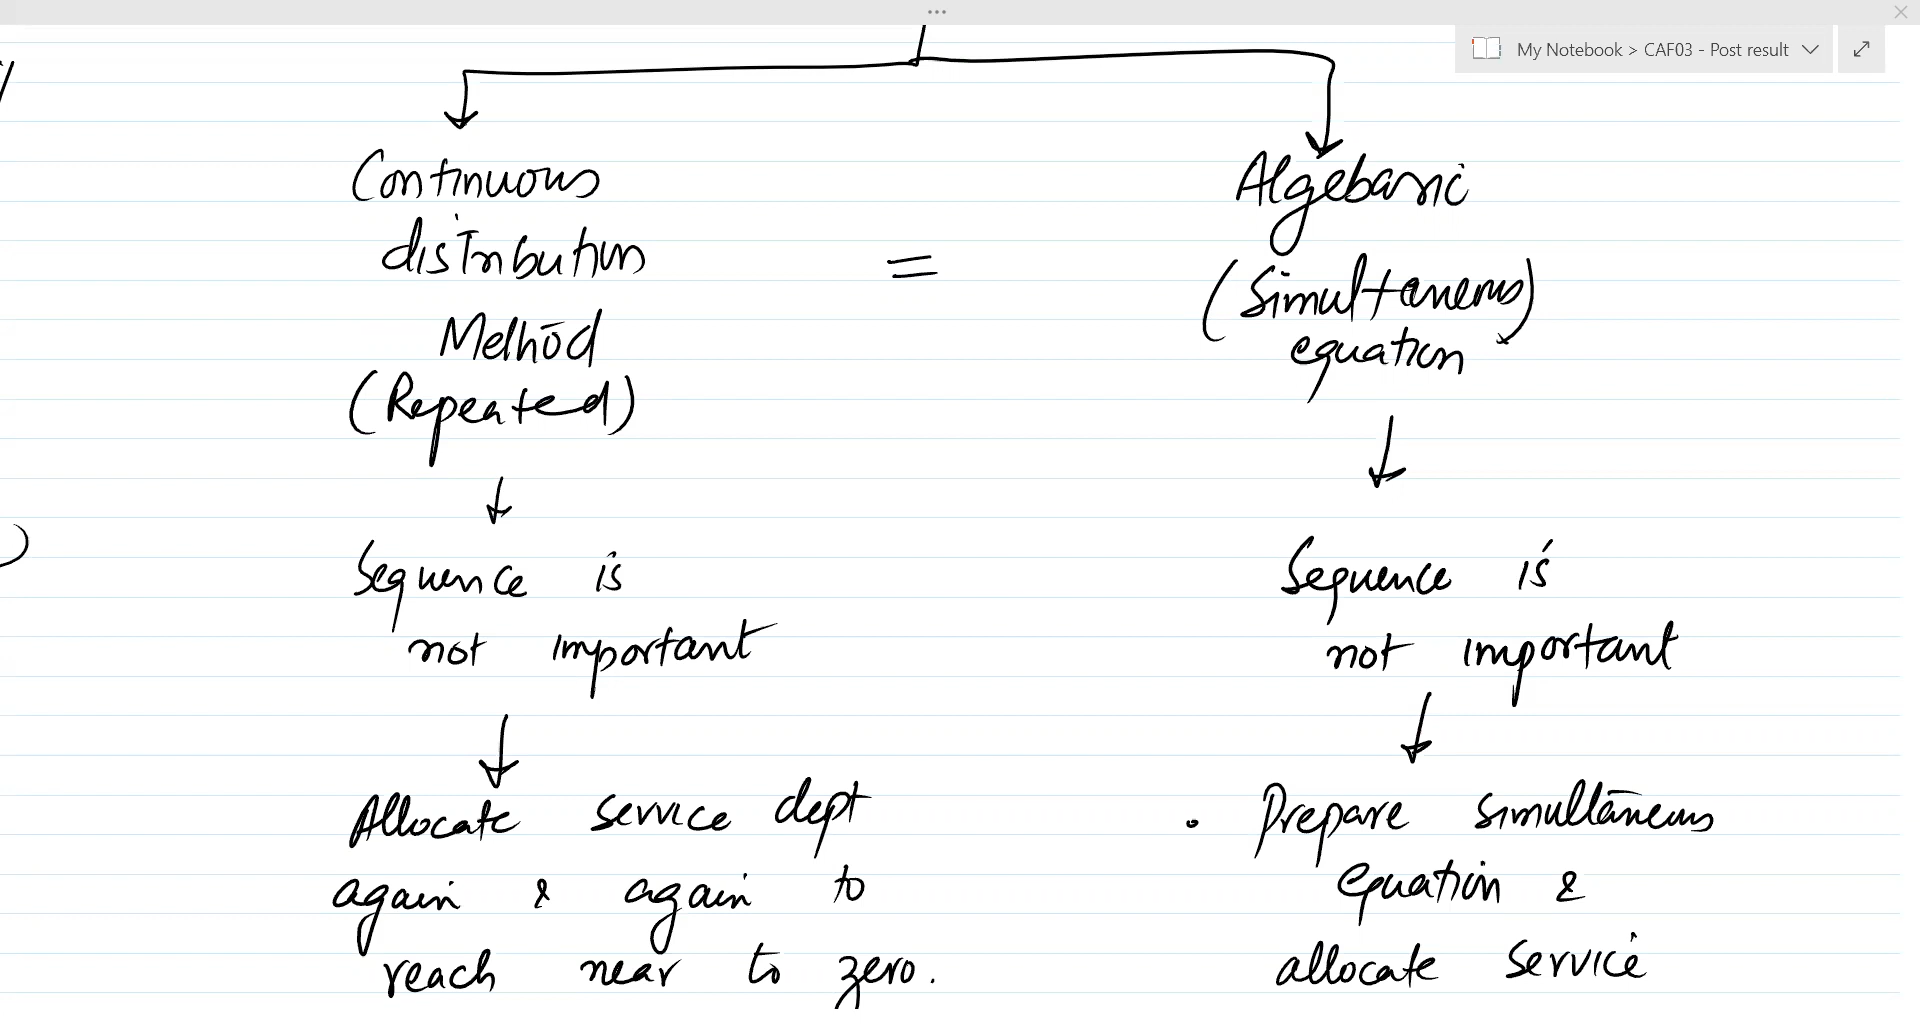 My Notebook > CAF03 - Post result
Continuous
distribution
Method
(Repeated)
↓
Sequence is
not important
↓
Allocate service dept
again & again to
reach near to zero.
=
Algebaric
(Simultaneous)
equation
↓
Sequence is
not important
↓
• Prepare simultaneous
equation &
allocate service